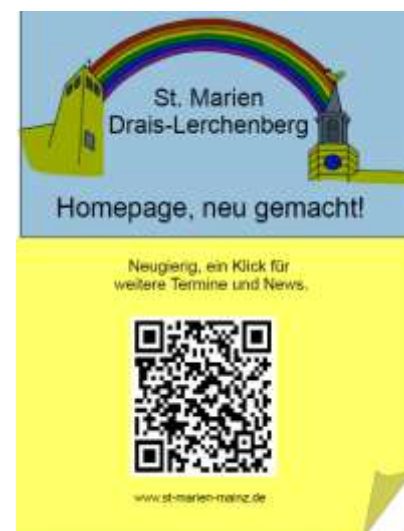 St. Marien
Drais-Lerchenberg
Homepage, neu gemacht!
Neugierig, ein Klick für
weitere Termine und News.
www.st-marien-mainz.de